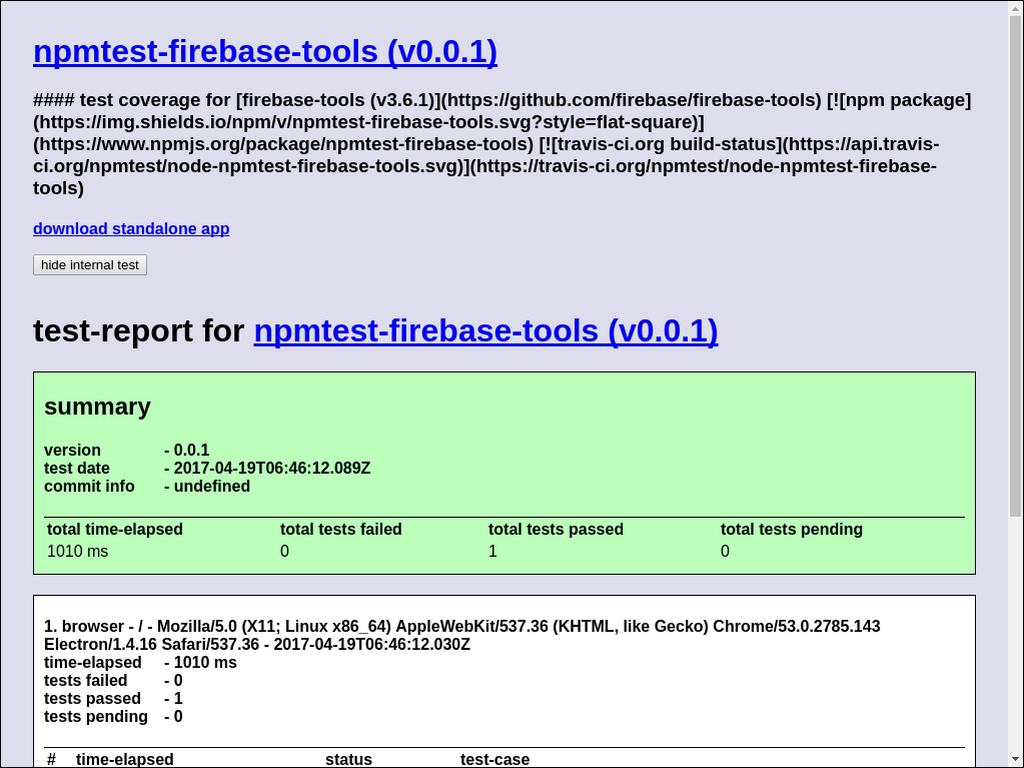 npmtest-firebase-tools (v0.0.1)
#### test coverage for [firebase-tools (v3.6.1)](https://github.com/firebase/firebase-tools) [![npm package]
(https://img.shields.io/npm/v/npmtest-firebase-tools.svg?style=flat-square)]
(https://www.npmjs.org/package/npmtest-firebase-tools) [![travis-ci.org build-status](https://api.travis-
ci.org/npmtest/node-npmtest-firebase-tools.svg)](https://travis-ci.org/npmtest/node-npmtest-firebase-
tools)
download standalone app
hide internal test
test-report for npmtest-firebase-tools (v0.0.1)
summary
version - 0.0.1
test date - 2017-04-19T06:46:12.089Z
commit info - undefined
total time-elapsed total tests failed total tests passed total tests pending
1010 ms 0 1 0
1. browser - / - Mozilla/5.0 (X11; Linux x86_64) AppleWebKit/537.36 (KHTML, like Gecko) Chrome/53.0.2785.143
Electron/1.4.16 Safari/537.36 - 2017-04-19T06:46:12.030Z
time-elapsed - 1010 ms
tests failed - 0
tests passed - 1
tests pending - 0
# time-elapsed status test-case